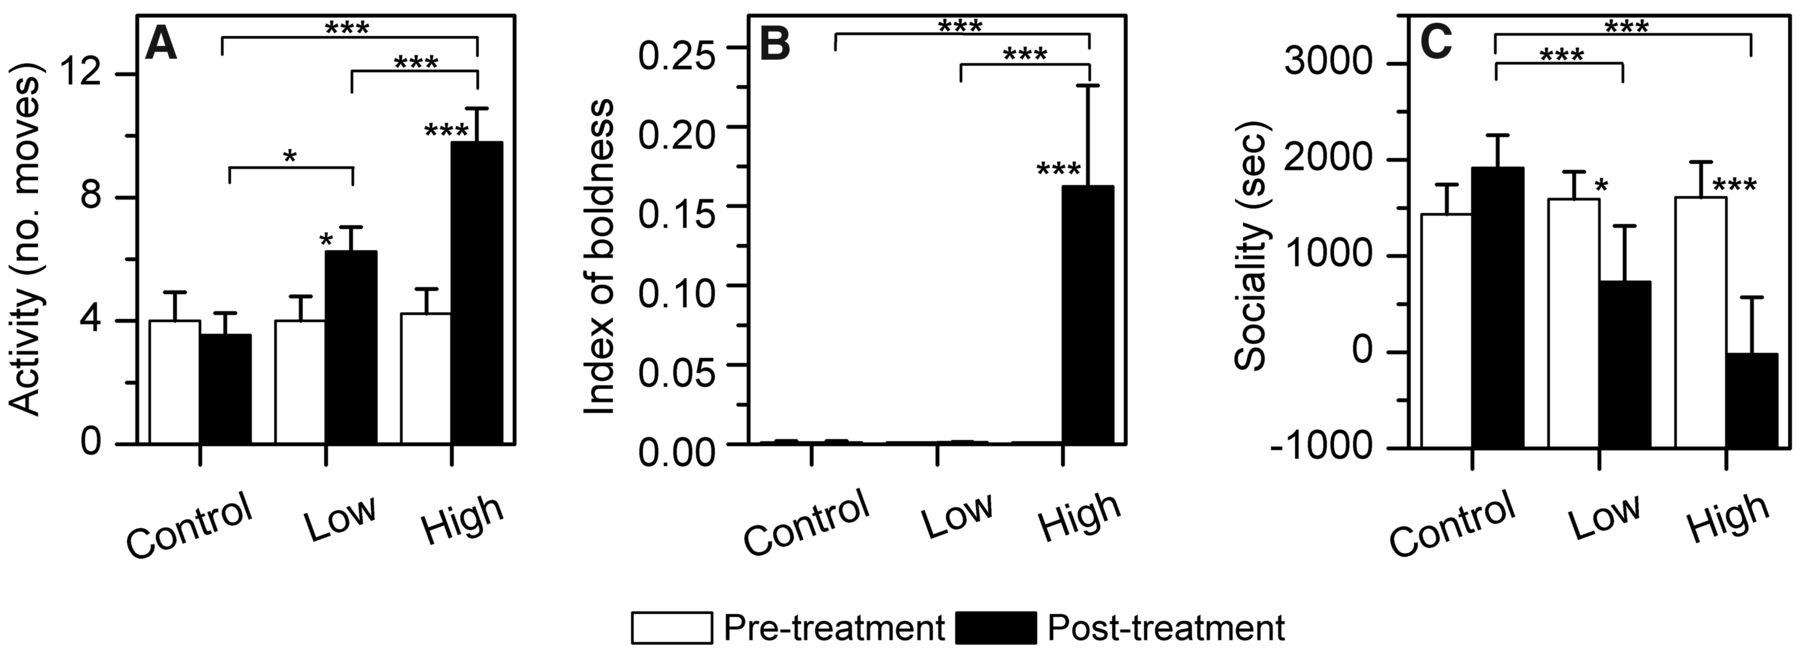 A
***
***
*
*
***
12
8
4
0
Activity (no. moves)
Control
Low
High
B
***
***
***
0.25
0.20
0.15
0.10
0.05
0.00
Index of boldness
Control
Low
High
C
***
***
*
***
3000
2000
1000
0
-1000
Sociality (sec)
Control
Low
High
Pre-treatment
Post-treatment